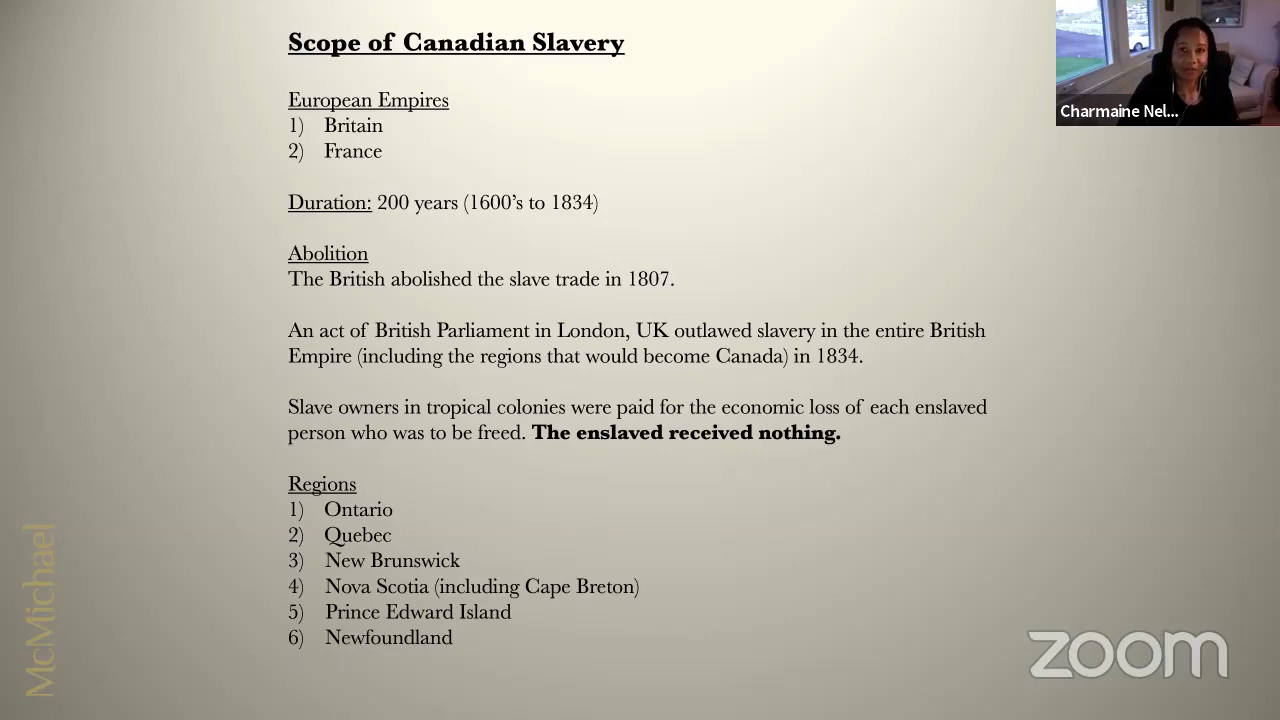 Scope of Canadian Slavery
European Empires
1) Britain
2) France
Duration: 200 years (1600's to 1834)
Abolition
The British abolished the slave trade in 1807.
An act of British Parliament in London, UK outlawed slavery in the entire British
Empire (including the regions that would become Canada) in 1834.
Slave owners in tropical colonies were paid for the economic loss of each enslaved
person who was to be freed. The enslaved received nothing.
Regions
1) Ontario
2) Quebec
3) New Brunswick
4) Nova Scotia (including Cape Breton)
5) Prince Edward Island
6) Newfoundland
Charmaine Nel...
McMichael
zoom